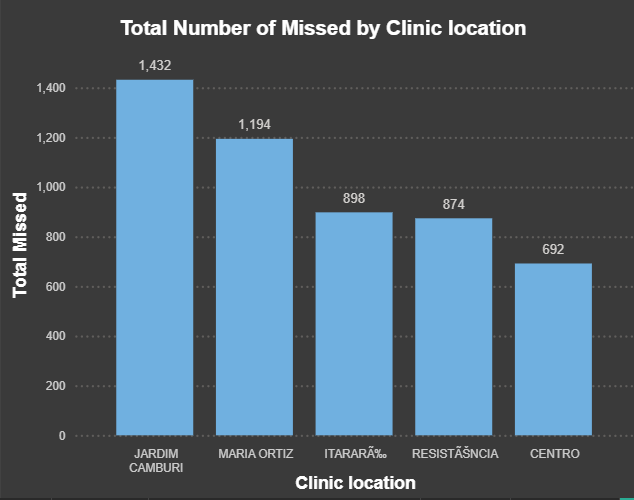 Total Number of Missed by Clinic location
1,432
1,400
1,194
1,200
1,000
898
874
800
692
600
400
200
0
Total Missed
JARDIM
CAMBURI
MARIA ORTIZ
ITARARÃ‰
RESISTÃŠNCIA
CENTRO
Clinic location